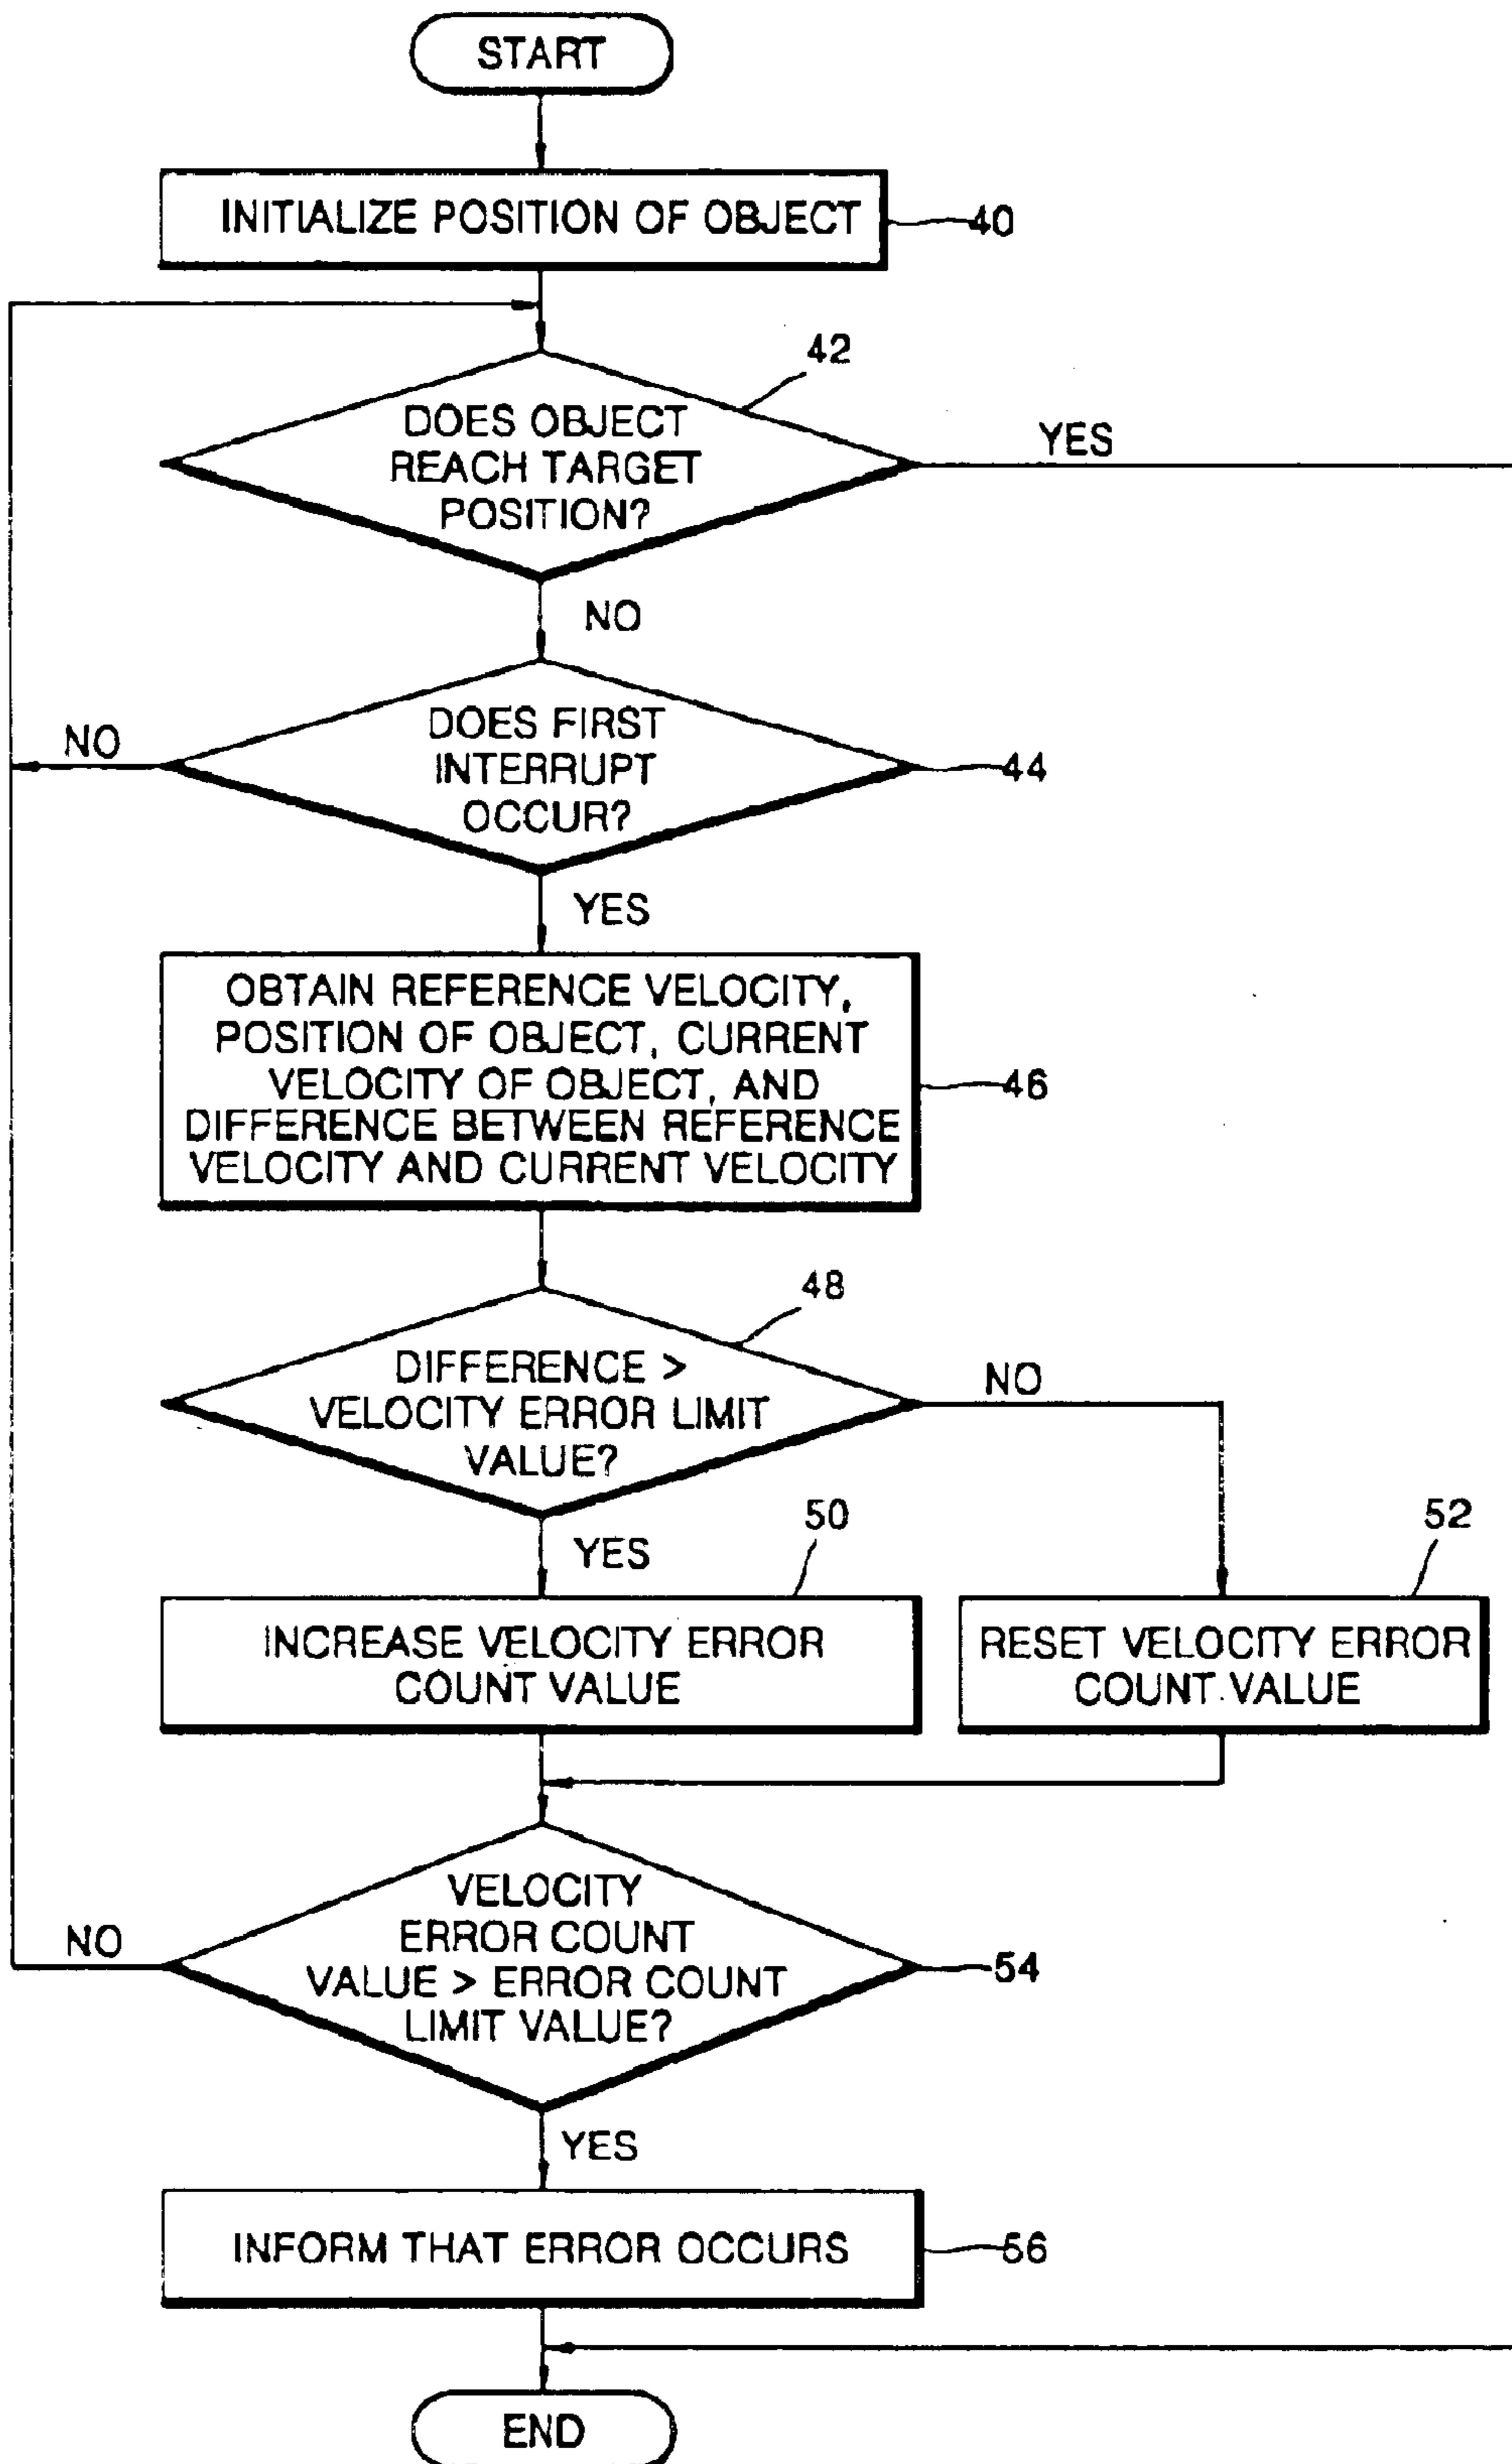 START
INITIALIZE POSITION OF OBJECT
40
42
DOES OBJECT
REACH TARGET
POSITION?
YES
NO
DOES FIRST
INTERRUPT
OCCUR?
NO
44
YES
OBTAIN REFERENCE VELOCITY,
POSITION OF OBJECT, CURRENT
VELOCITY OF OBJECT, AND
DIFFERENCE BETWEEN REFERENCE
VELOCITY AND CURRENT VELOCITY
46
48
DIFFERENCE >
VELOCITY ERROR LIMIT
VALUE?
NO
YES
50
52
INCREASE VELOCITY ERROR
COUNT VALUE
RESET VELOCITY ERROR
COUNT VALUE
VELOCITY
ERROR COUNT
VALUE > ERROR COUNT
LIMIT VALUE?
NO
54
YES
INFORM THAT ERROR OCCURS
56
END